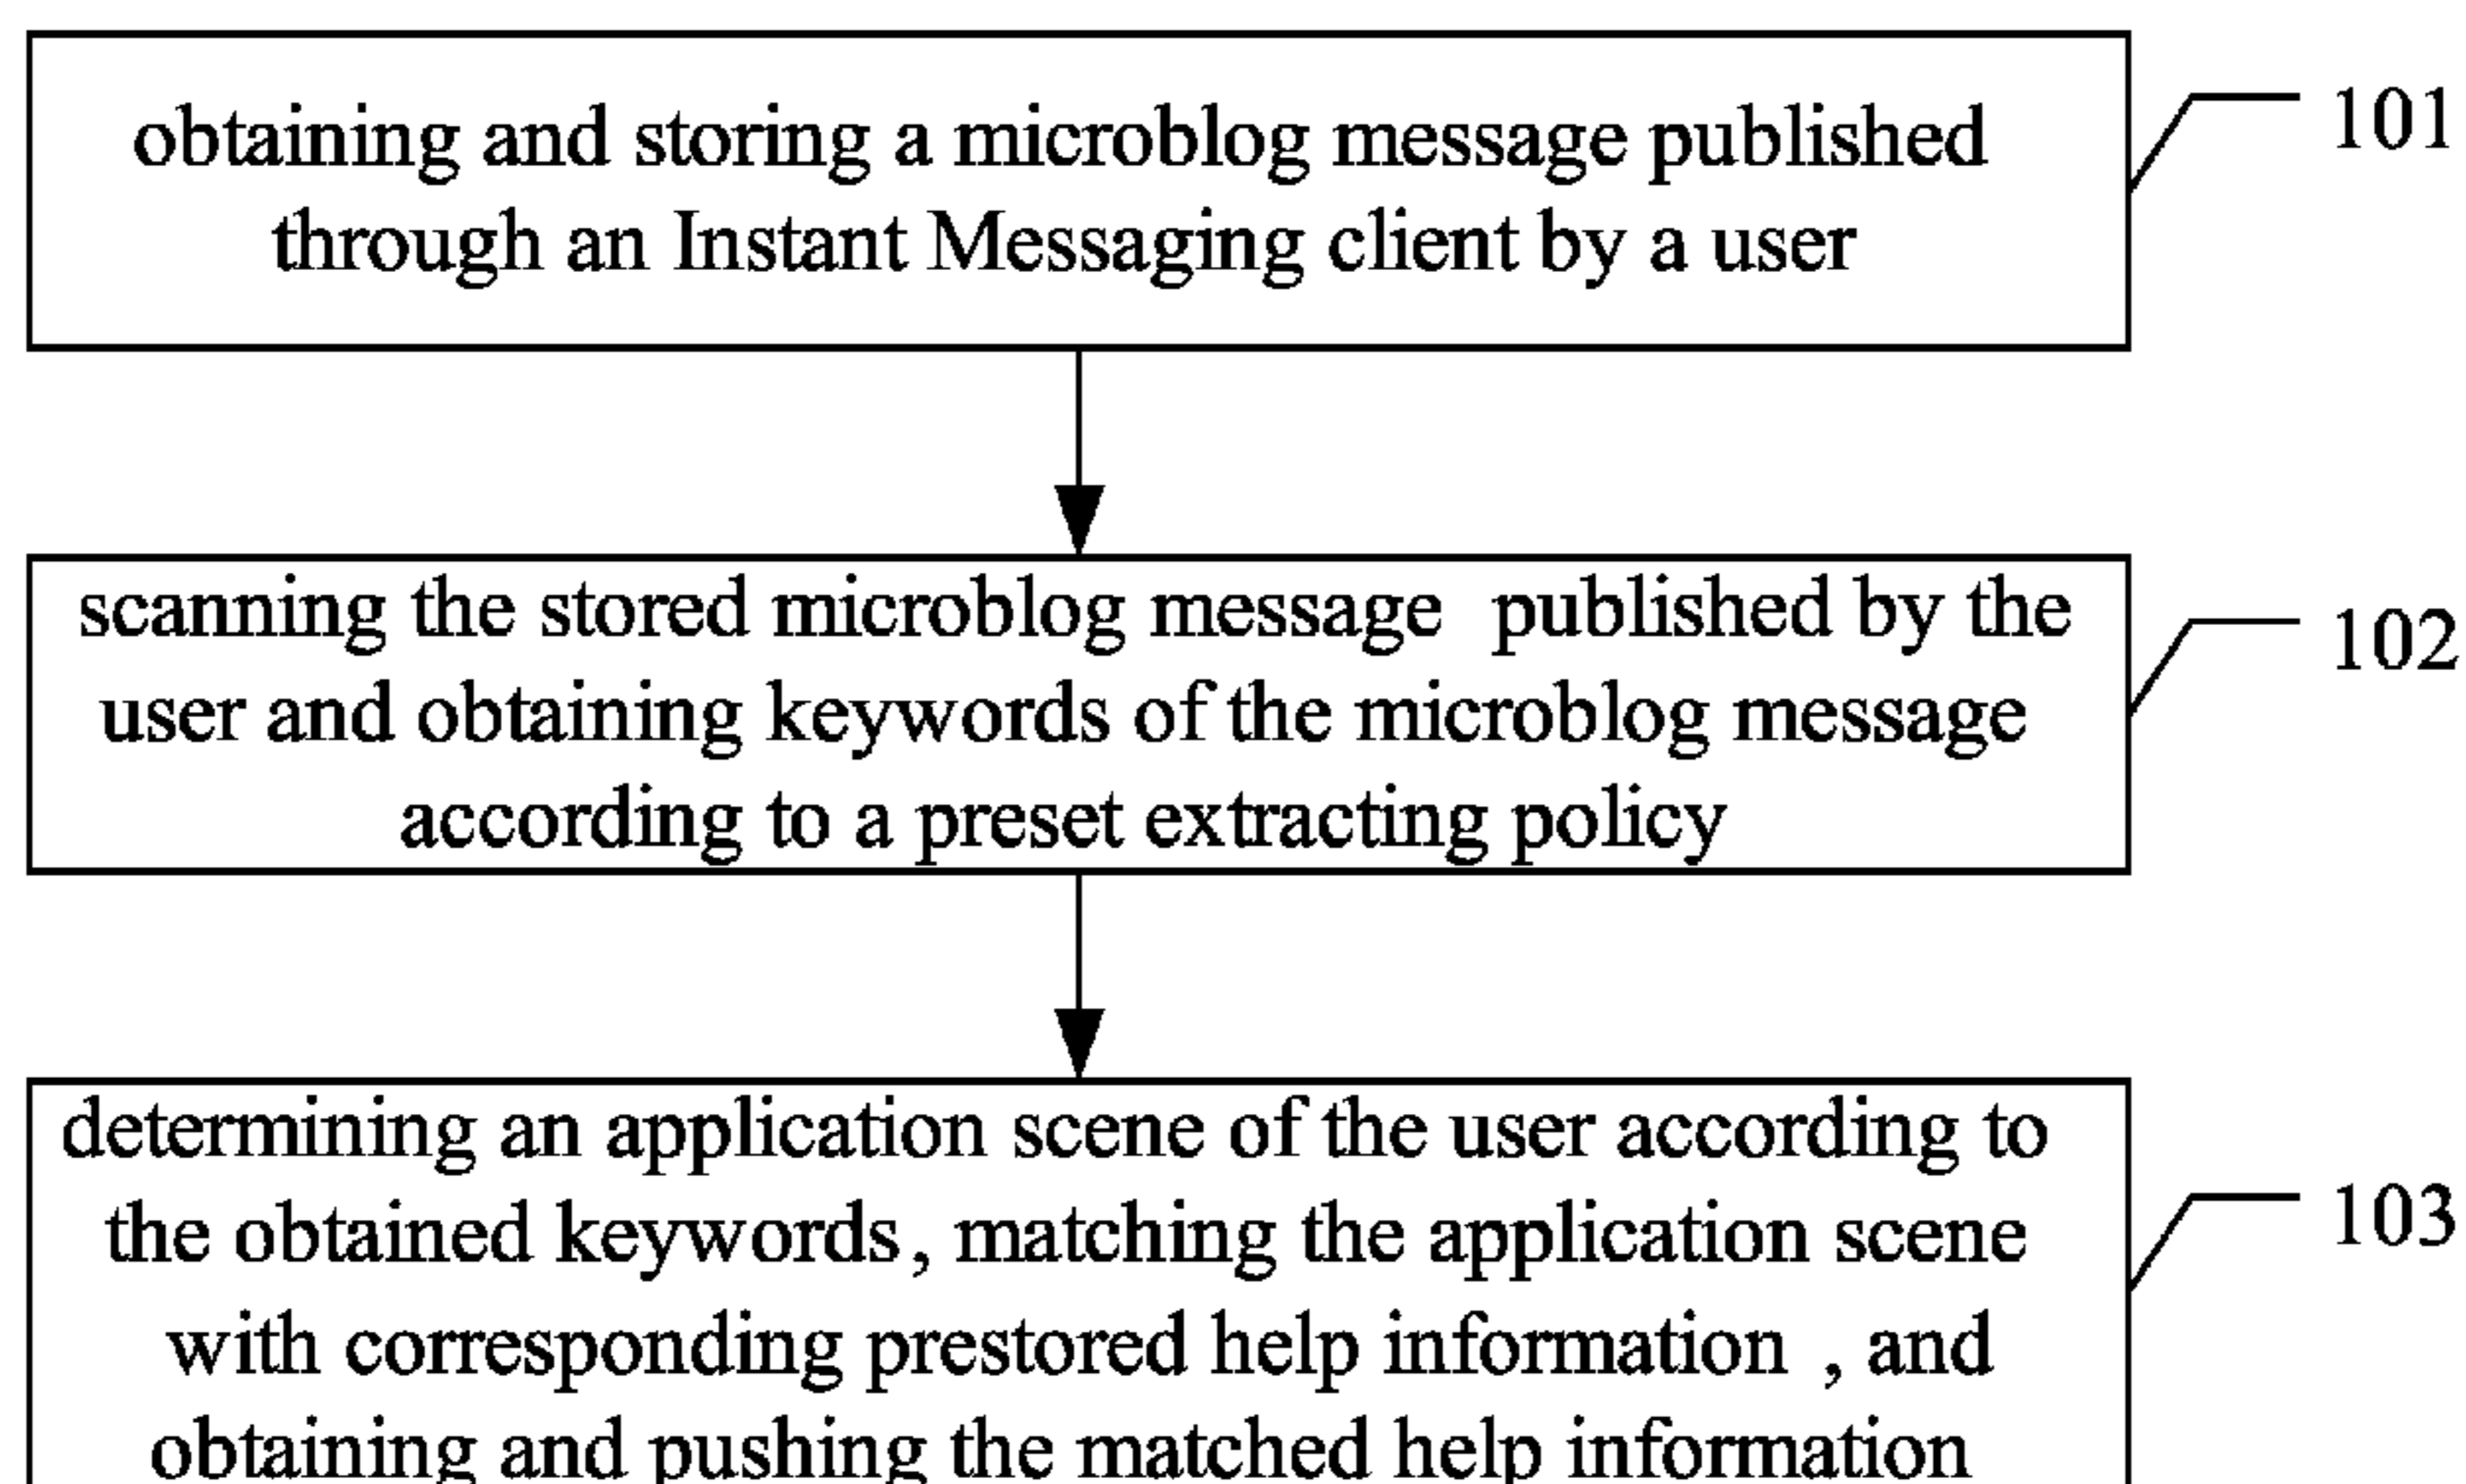 obtaining and storing a microblog message published
through an Instant Messaging client by a user
101
scanning the stored microblog message published by the
user and obtaining keywords of the microblog message
according to a preset extracting policy
102
determining an application scene of the user according to
the obtained keywords, matching the application scene
with corresponding prestored help information , and
obtaining and pushing the matched help information
103